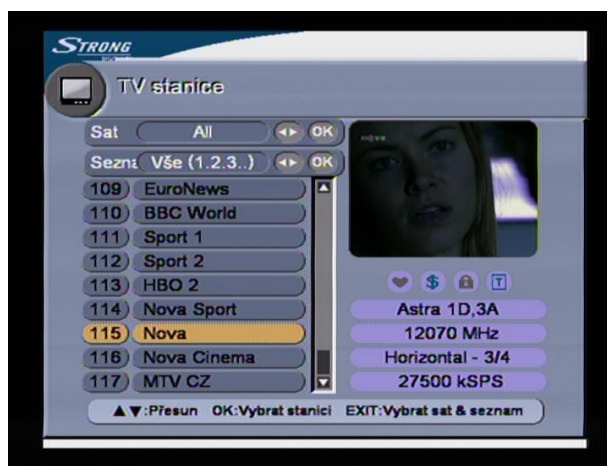 STRONG
TV stanice
Sat All OK
Sezna Vše (1.2.3..) OK
109 EuroNews
110 BBC World
111 Sport 1
112 Sport 2
113 HBO 2
114 Nova Sport
115 Nova
116 Nova Cinema
117 MTV CZ
nova
$ T
Astra 1D,3A
12070 MHz
Horizontal - 3/4
27500 kSPS
▲▼:Přesun OK:Vybrat stanici EXIT:Vybrat sat & seznam